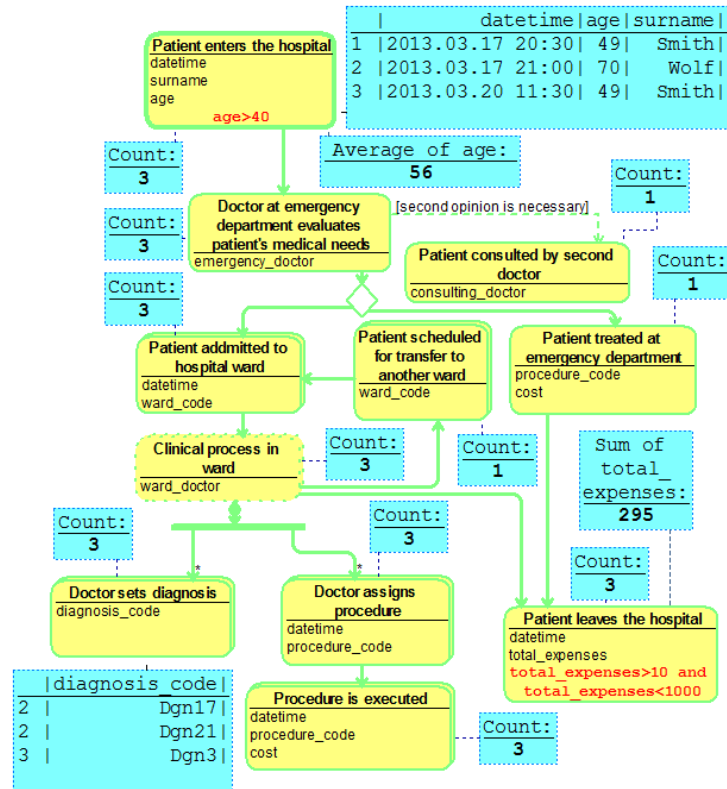 Patient enters the hospital
datetime
surname
age
age>40
| datetime|age|surname|
1 |2013.03.17 20:30| 49| Smith|
2 |2013.03.17 21:00| 70| Wolf|
3 |2013.03.20 11:30| 49| Smith|
Count:
3
Average of age:
56
Count:
3
Doctor at emergency
department evaluates
patient's medical needs
emergency_doctor
[second opinion is necessary]
Count:
1
Patient consulted by second
doctor
consulting_doctor
Count:
3
Count:
1
Patient addmitted to
hospital ward
datetime
ward_code
Patient scheduled
for transfer to
another ward
ward_code
Patient treated at
emergency department
procedure_code
cost
Clinical process in
ward
ward_doctor
Count:
3
Count:
1
Sum of
total_
expenses:
295
Count:
3
*
*
Count:
3
Count:
3
Doctor sets diagnosis
diagnosis_code
Doctor assigns
procedure
datetime
procedure_code
Patient leaves the hospital
datetime
total_expenses
total_expenses>10 and
total_expenses<1000
|diagnosis_code|
2 | Dgn17|
2 | Dgn21|
3 | Dgn3|
Procedure is executed
datetime
procedure_code
cost
Count:
3